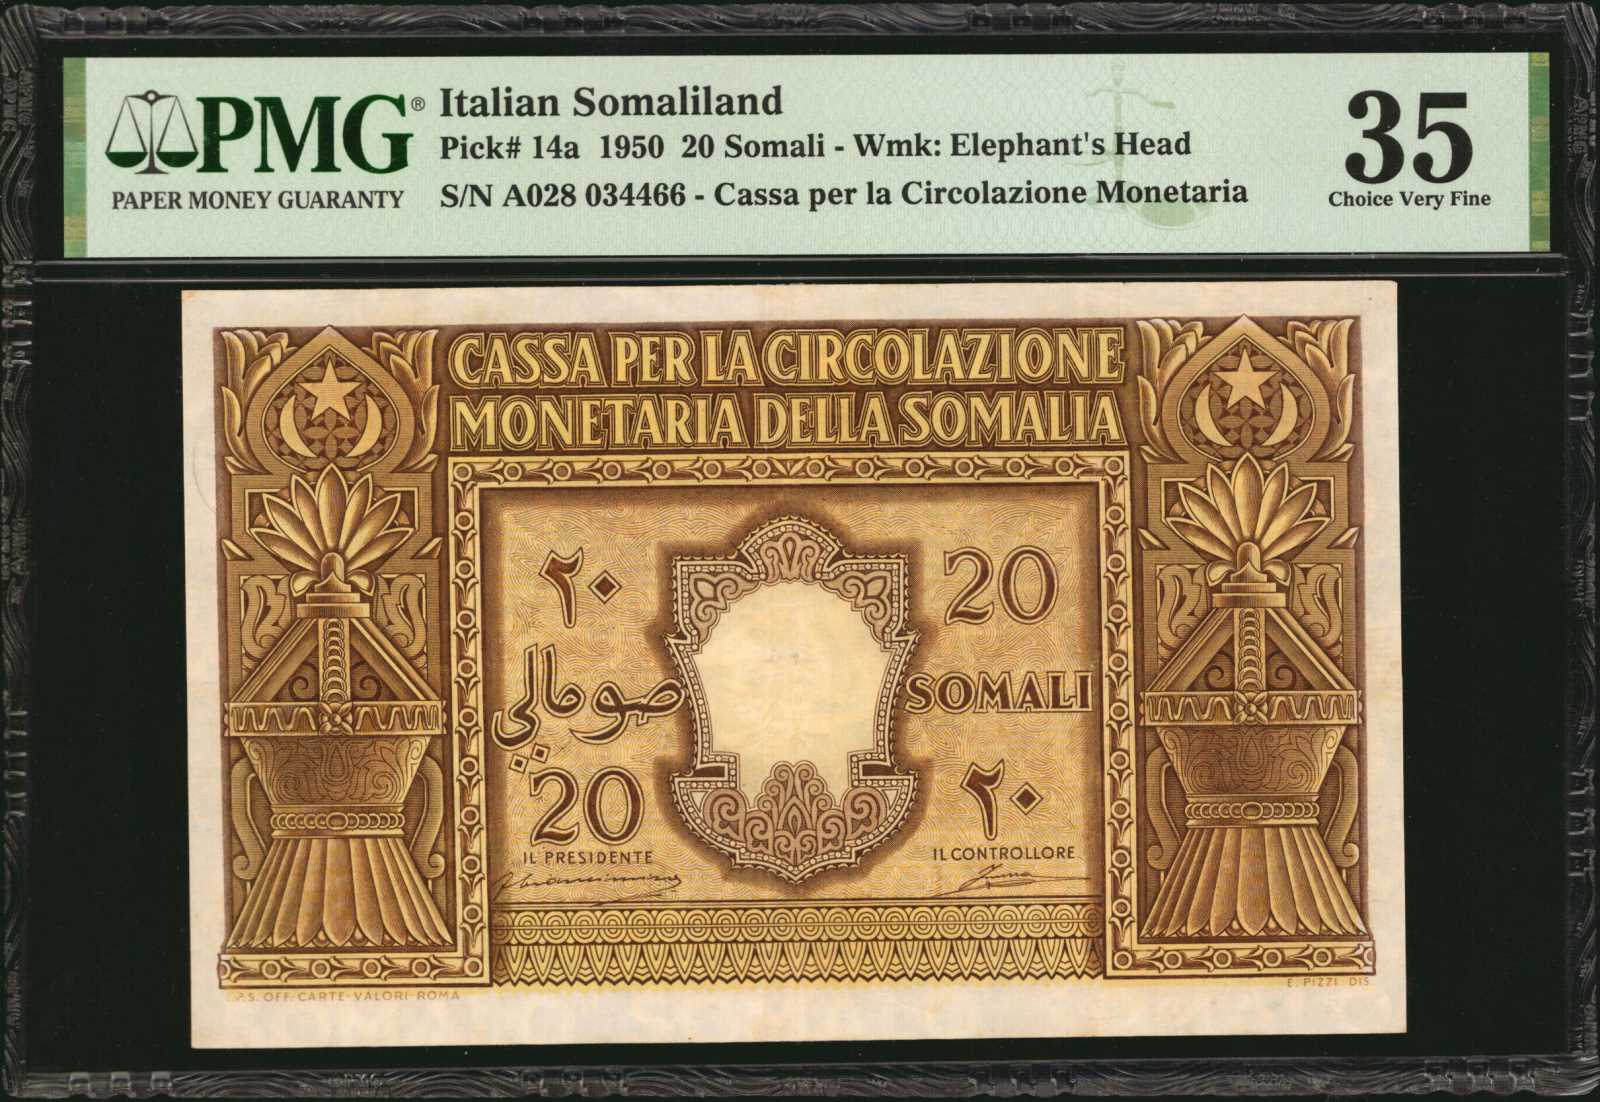 PMG®
PAPER MONEY GUARANTY
Italian Somaliland
Pick# 14a 1950 20 Somali - Wmk: Elephant's Head
S/N A028 034466 - Cassa per la Circolazione Monetaria
35
Choice Very Fine
CASSA PER LA CIRCOLAZIONE
MONETARIA DELLA SOMALIA
٢٠ 20
صومالي SOMALI
20 ٢٠
IL PRESIDENTE IL CONTROLLORE
P.S. OFF. CARTE-VALORI-ROMA E. PIZZI DIS.